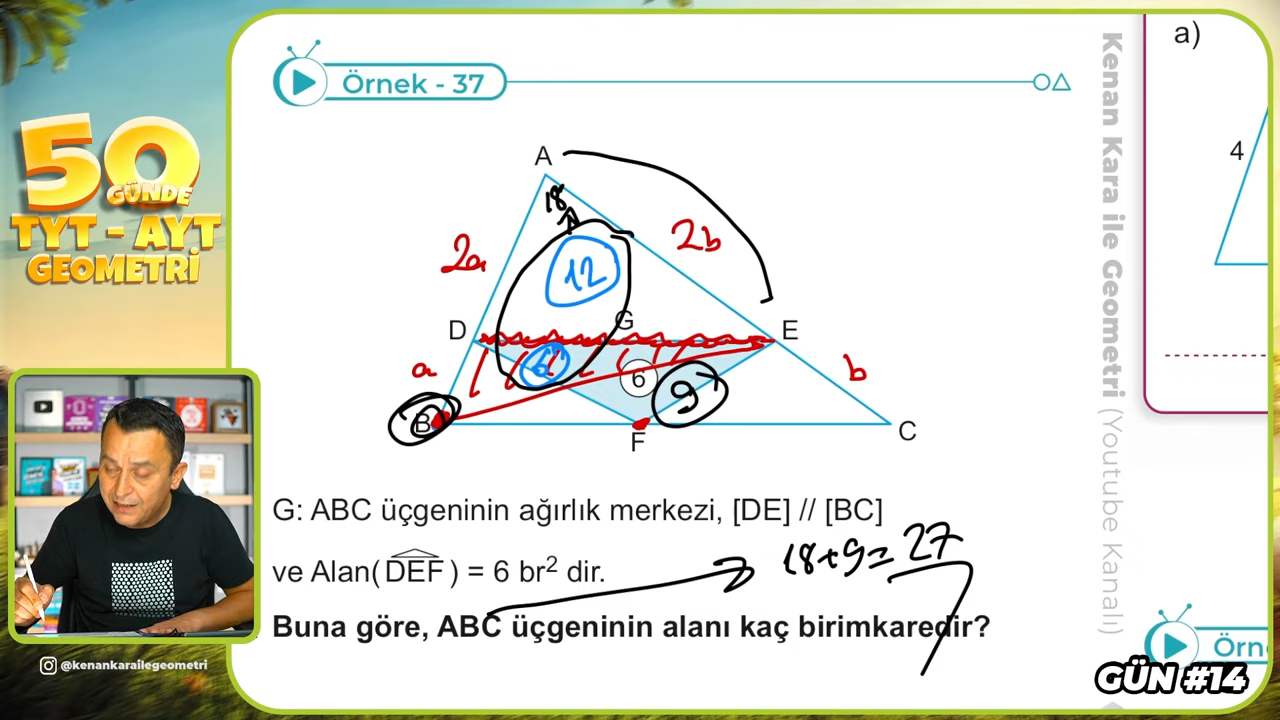 50
GÜNDE
TYT - AYT
GEOMETRİ
Örnek - 37
A
18
12
2a
2b
D
G
E
a
6
6
9
b
B
F
C
G: ABC üçgeninin ağırlık merkezi, [DE] // [BC]
ve Alan(DEF) = 6 br² dir.
18+9=27
Buna göre, ABC üçgeninin alanı kaç birimkaredir?
Kenan Kara ile Geometri (Youtube Kanalı)
a)
4
Örn
GÜN #14
@kenankarailegeometri